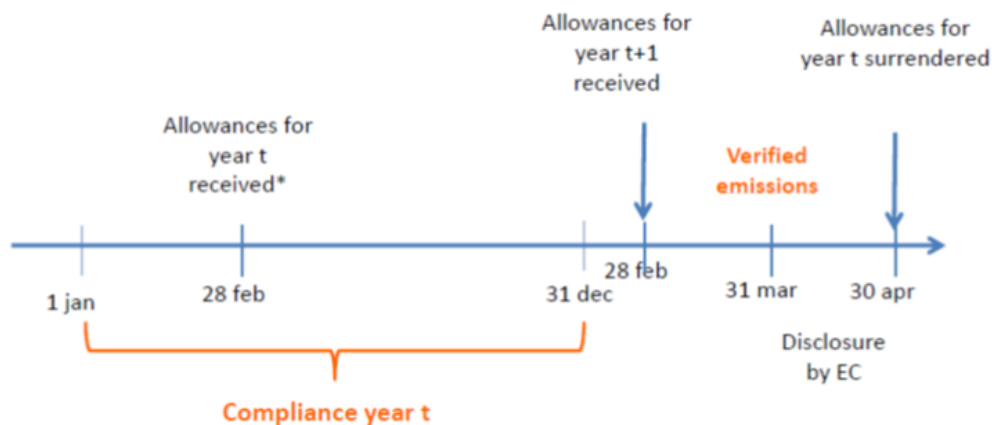 Allowances for
year t+1
received
Allowances for
year t surrendered
Allowances for
year t
received*
Verified
emissions
1 jan
28 feb
31 dec
28 feb
31 mar
30 apr
Disclosure
by EC
Compliance year t